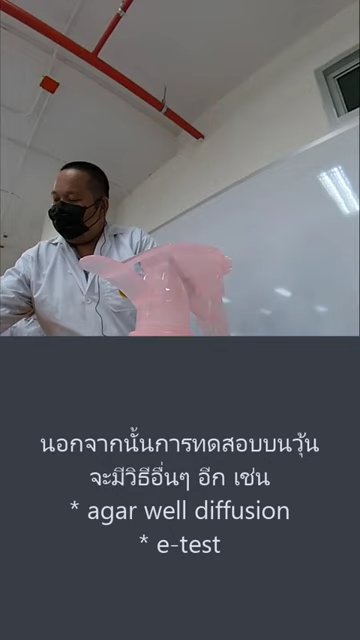 นอกจากนั้นการทดสอบบนวุ้น
จะมีวิธีอื่นๆ อีก เช่น
* agar well diffusion
* e-test